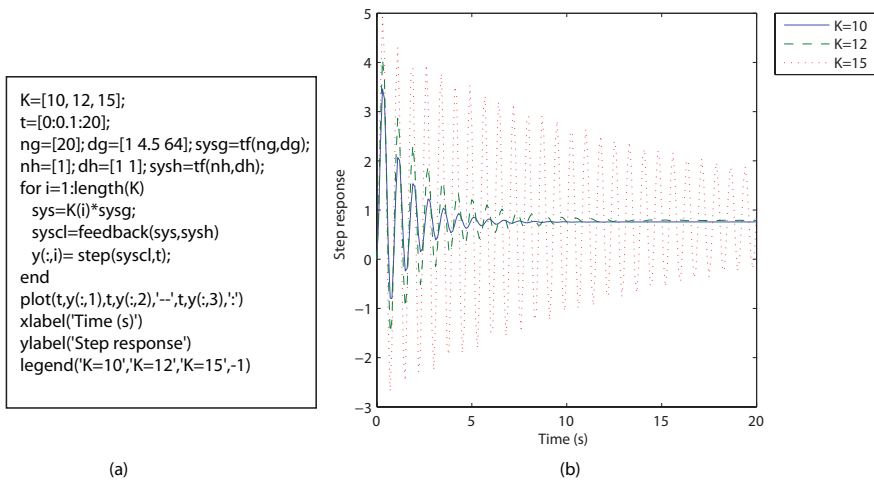 K=[10, 12, 15];
t=[0:0.1:20];
ng=[20]; dg=[1 4.5 64]; sysg=tf(ng,dg);
nh=[1]; dh=[1 1]; sysh=tf(nh,dh);
for i=1:length(K)
sys=K(i)*sysg;
syscl=feedback(sys,sysh)
y(:,i)= step(syscl,t);
end
plot(t,y(:,1),t,y(:,2),'--',t,y(:,3),':')
xlabel('Time (s)')
ylabel('Step response')
legend('K=10','K=12','K=15',-1)
(a)
5
4
3
2
1
0
−1
−2
−3
Step response
0
5
10
15
20
Time (s)
K=10
K=12
K=15
(b)